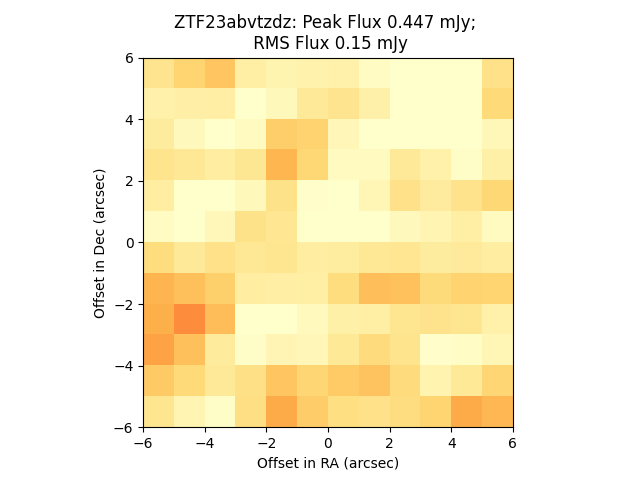 ZTF23abvtzdz: Peak Flux 0.447 mJy;
RMS Flux 0.15 mJy
6
4
2
0
−2
−4
−6
Offset in Dec (arcsec)
−6 −4 −2 0 2 4 6
Offset in RA (arcsec)